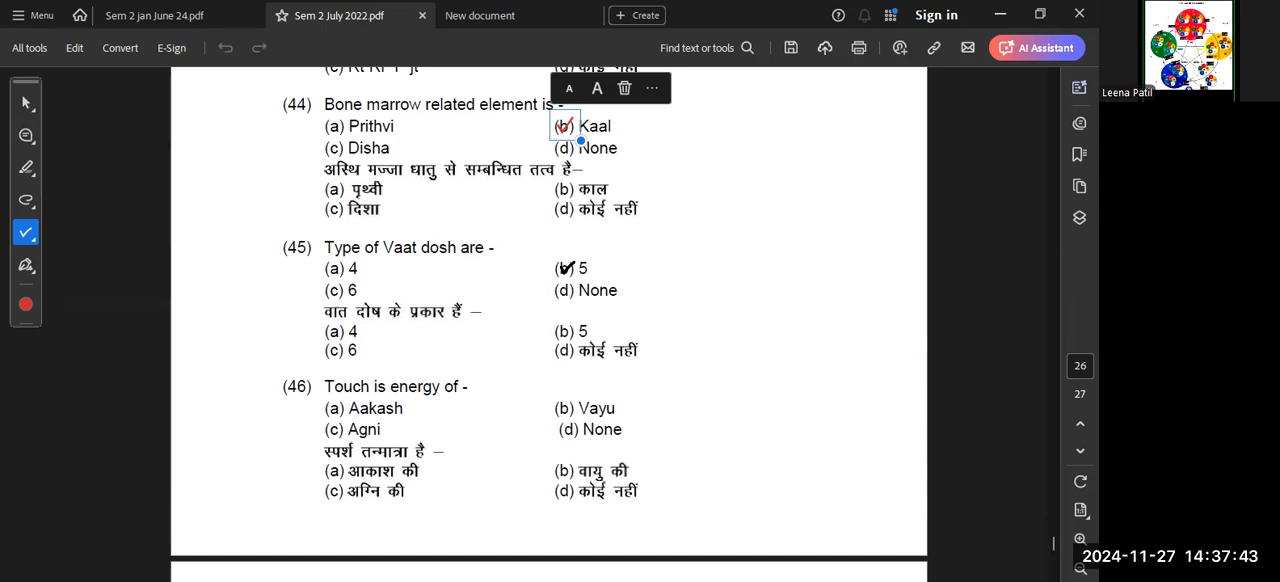 Menu
Sem 2 jan June 24.pdf
Sem 2 July 2022.pdf
New document
Create
Sign in
All tools
Edit
Convert
E-Sign
Find text or tools
AI Assistant
Leena Patil
(44) Bone marrow related element is -
(a) Prithvi (b) Kaal
(c) Disha (d) None
अस्थि मज्जा धातु से सम्बन्धित तत्व है–
(a) पृथ्वी (b) काल
(c) दिशा (d) कोई नहीं
(45) Type of Vaat dosh are -
(a) 4 (b) 5
(c) 6 (d) None
वात दोष के प्रकार हैं –
(a) 4 (b) 5
(c) 6 (d) कोई नहीं
(46) Touch is energy of -
(a) Aakash (b) Vayu
(c) Agni (d) None
स्पर्श तन्मात्रा है –
(a) आकाश की (b) वायु की
(c) अग्नि की (d) कोई नहीं
26
27
2024-11-27 14:37:43